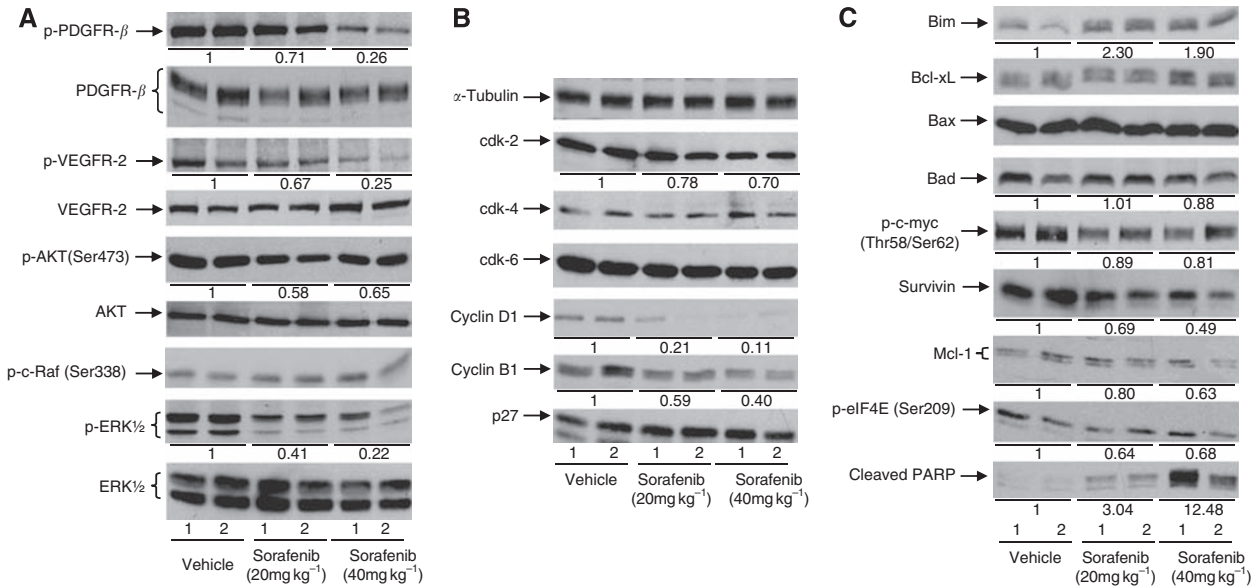 A
p-PDGFR-β
1 0.71 0.26
PDGFR-β
p-VEGFR-2
1 0.67 0.25
VEGFR-2
p-AKT(Ser473)
1 0.58 0.65
AKT
p-c-Raf (Ser338)
p-ERK½
1 0.41 0.22
ERK½
1 2 1 2 1 2
Vehicle Sorafenib Sorafenib
(20mg kg⁻¹) (40mg kg⁻¹)
B
α-Tubulin
cdk-2
1 0.78 0.70
cdk-4
cdk-6
Cyclin D1
1 0.21 0.11
Cyclin B1
1 0.59 0.40
p27
1 2 1 2 1 2
Vehicle Sorafenib Sorafenib
(20mg kg⁻¹) (40mg kg⁻¹)
C
Bim
1 2.30 1.90
Bcl-xL
Bax
Bad
1 1.01 0.88
p-c-myc
(Thr58/Ser62)
1 0.89 0.81
Survivin
1 0.69 0.49
Mcl-1
1 0.80 0.63
p-eIF4E (Ser209)
1 0.64 0.68
Cleaved PARP
1 3.04 12.48
1 2 1 2 1 2
Vehicle Sorafenib Sorafenib
(20mg kg⁻¹) (40mg kg⁻¹)